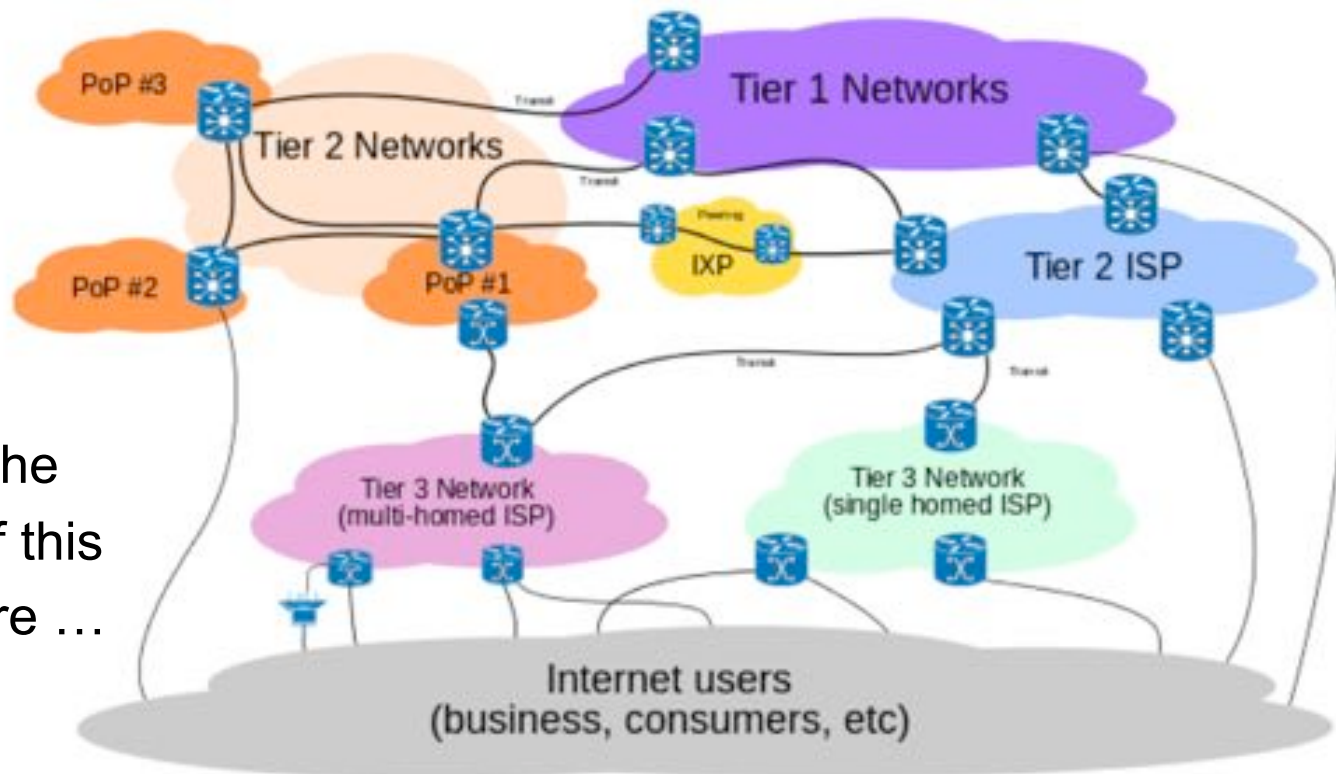 PoP #3
Tier 1 Networks
Transit
Tier 2 Networks
Transit
Peering
PoP #2
PoP #1
IXP
Tier 2 ISP
Transit
Transit
he
f this
re …
Tier 3 Network
(multi-homed ISP)
Tier 3 Network
(single homed ISP)
Internet users
(business, consumers, etc)